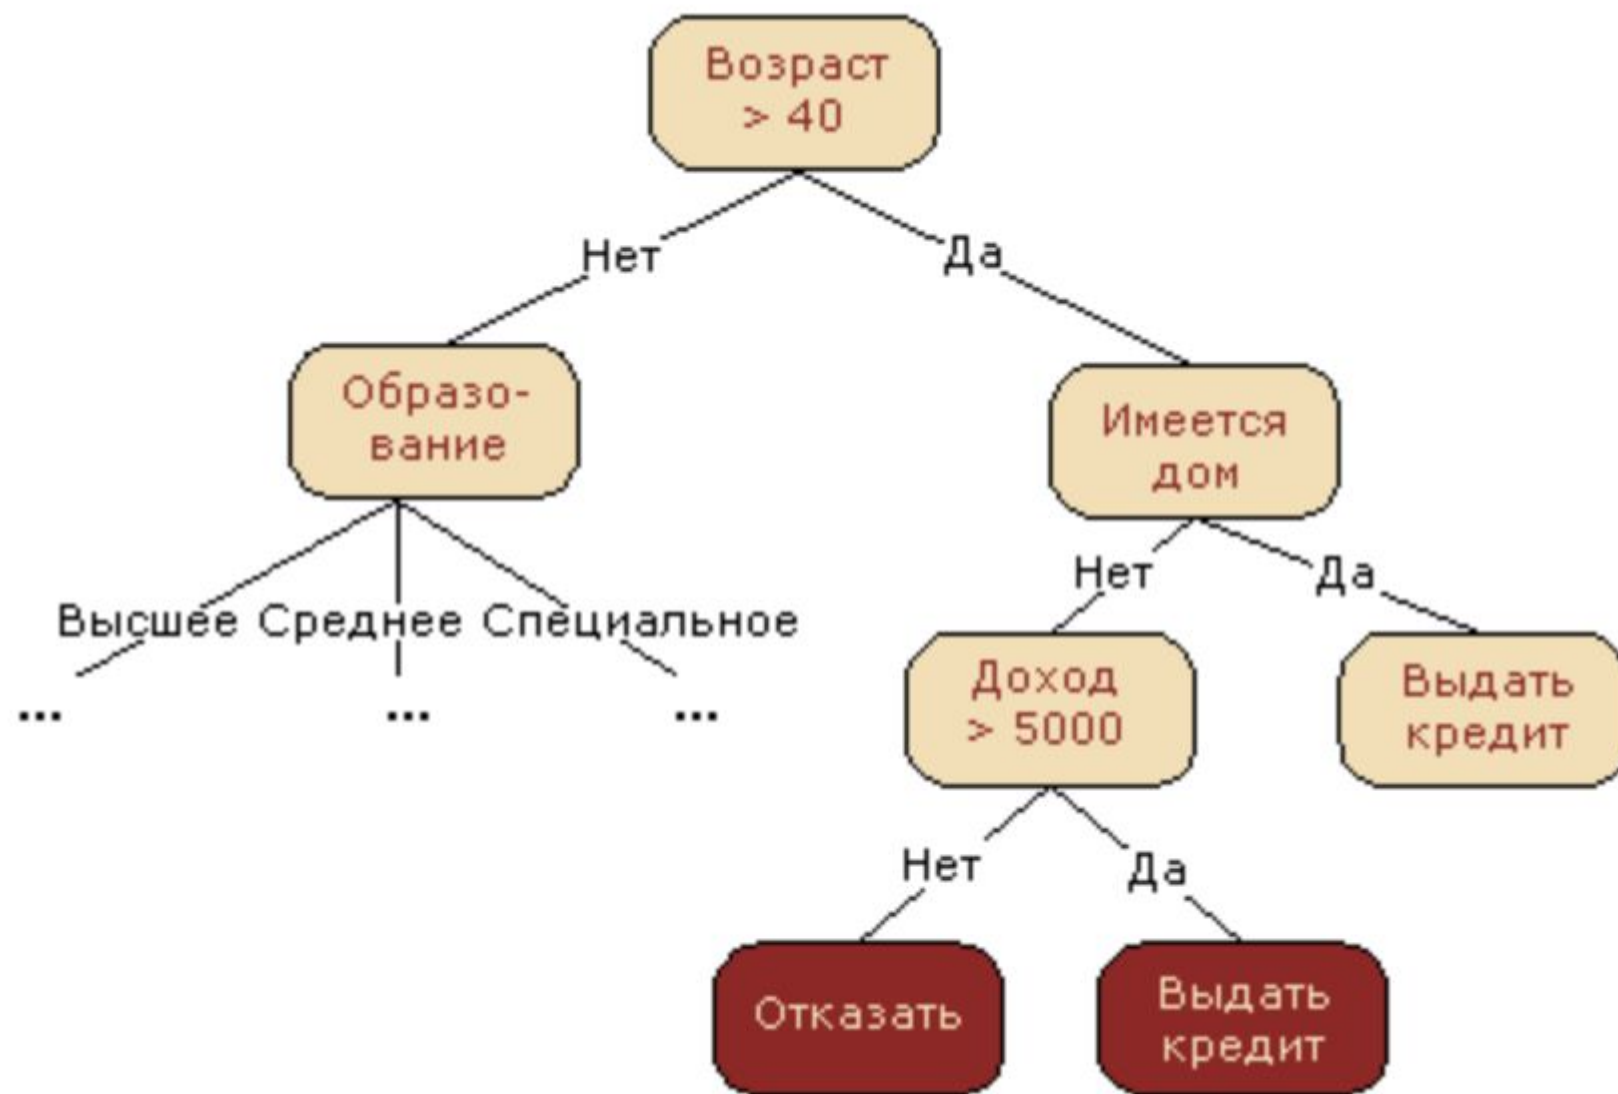 Возраст
> 40
Нет
Да
Образо-
вание
Имеется
дом
Высшее Среднее Специальное
... ... ...
Нет
Да
Доход
> 5000
Выдать
кредит
Нет
Да
Отказать
Выдать
кредит